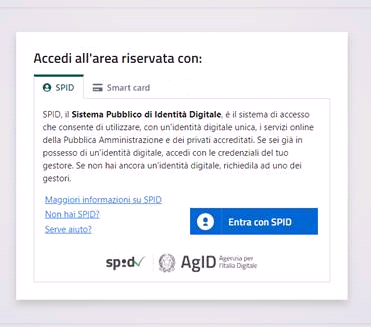 Accedi all'area riservata con:
SPID Smart card
SPID, il Sistema Pubblico di Identità Digitale, è il sistema di accesso
che consente di utilizzare, con un'identità digitale unica, i servizi online
della Pubblica Amministrazione e dei privati accreditati. Se sei già in
possesso di un'identità digitale, accedi con le credenziali del tuo
gestore. Se non hai ancora un'identità digitale, richiedila ad uno dei
gestori.
Maggiori informazioni su SPID
Non hai SPID?
Serve aiuto?
Entra con SPID
spid AgID Agenzia per
l'Italia Digitale